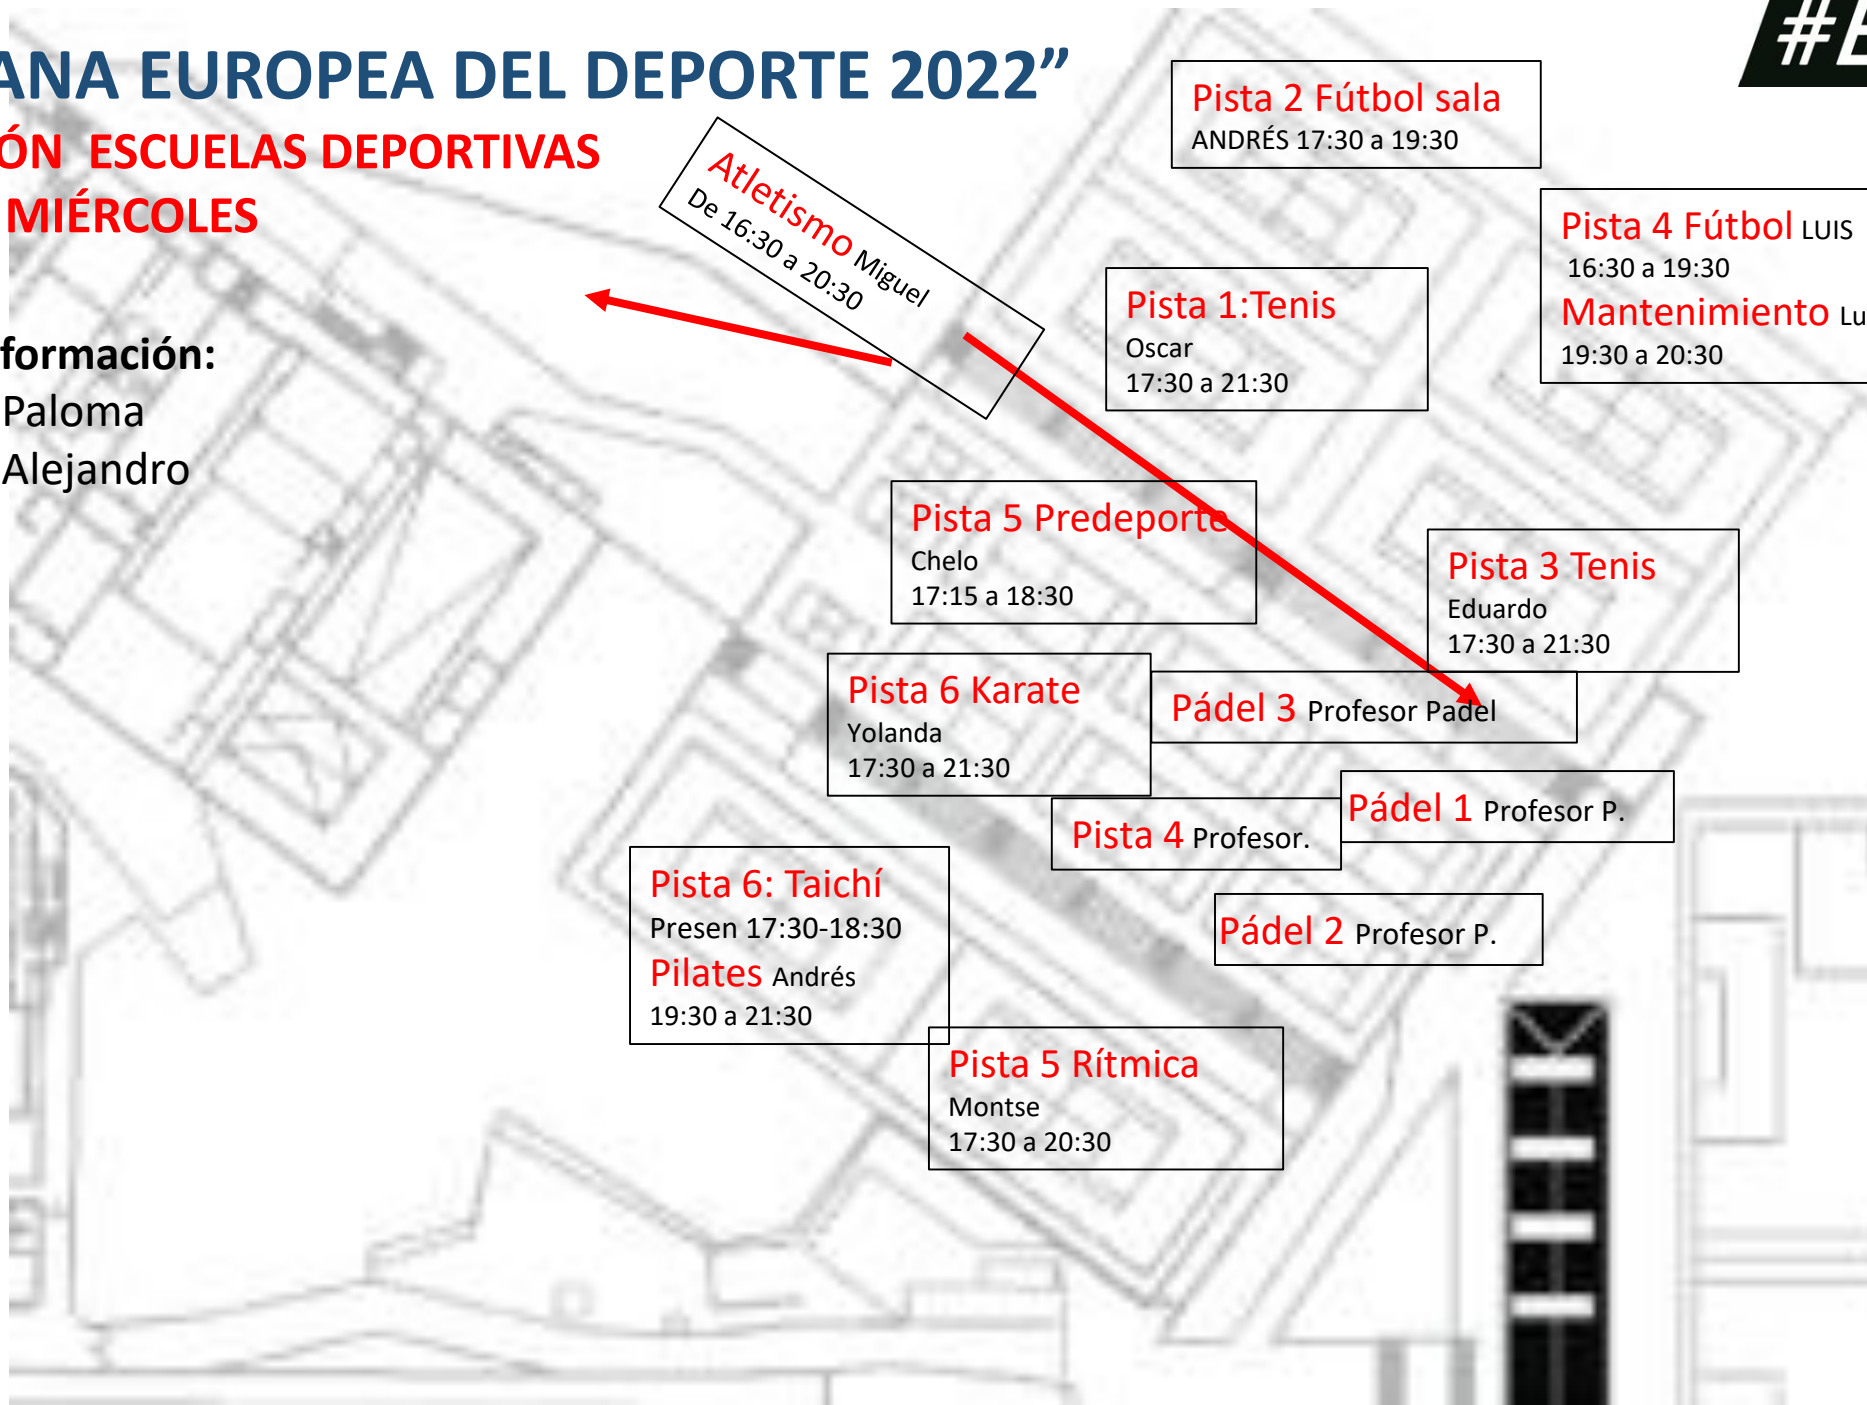 ANA EUROPEA DEL DEPORTE 2022”
ÓN ESCUELAS DEPORTIVAS
MIÉRCOLES
formación:
Paloma
Alejandro
#E
Atletismo Miguel
De 16:30 a 20:30
Pista 2 Fútbol sala
ANDRÉS 17:30 a 19:30
Pista 4 Fútbol LUIS
16:30 a 19:30
Mantenimiento Lu
19:30 a 20:30
Pista 1:Tenis
Oscar
17:30 a 21:30
Pista 5 Predeporte
Chelo
17:15 a 18:30
Pista 3 Tenis
Eduardo
17:30 a 21:30
Pista 6 Karate
Yolanda
17:30 a 21:30
Pádel 3 Profesor Padel
Pádel 1 Profesor P.
Pista 4 Profesor.
Pádel 2 Profesor P.
Pista 6: Taichí
Presen 17:30-18:30
Pilates Andrés
19:30 a 21:30
Pista 5 Rítmica
Montse
17:30 a 20:30